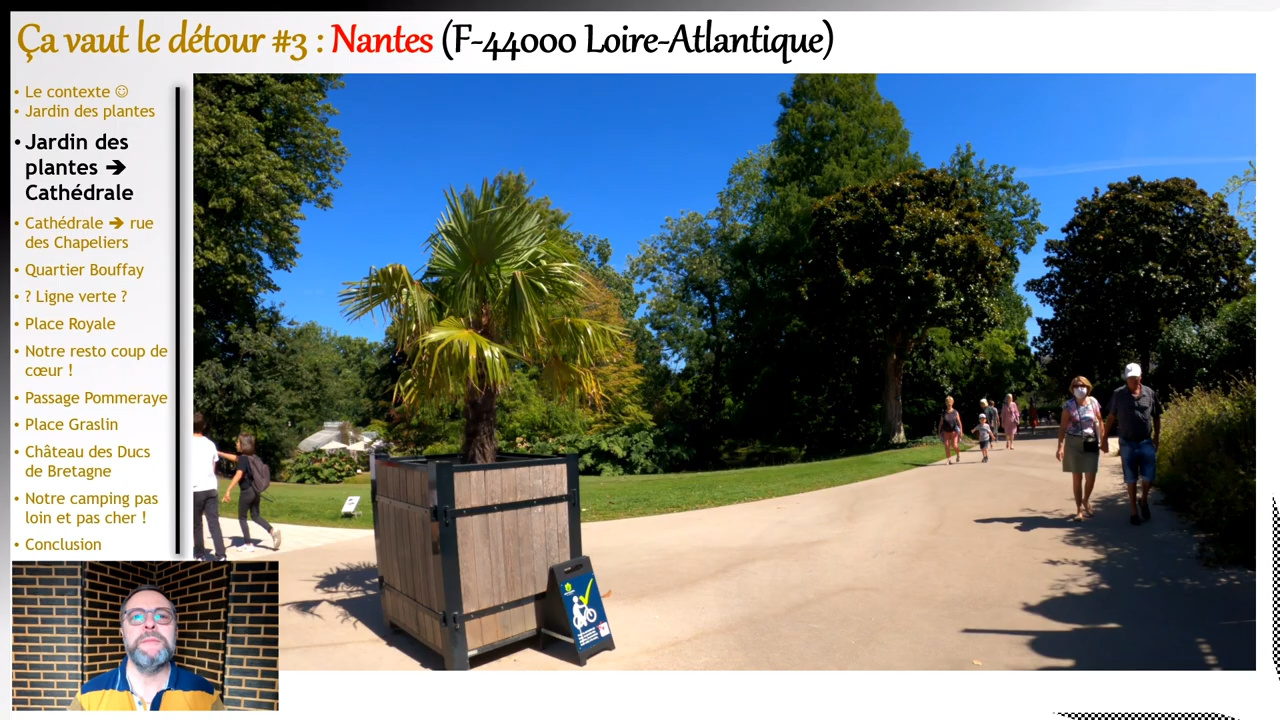 Ça vaut le détour #3 : Nantes (F-44000 Loire-Atlantique)
• Le contexte ☺
• Jardin des plantes
• Jardin des
plantes ➔
Cathédrale
• Cathédrale ➔ rue
des Chapeliers
• Quartier Bouffay
• ? Ligne verte ?
• Place Royale
• Notre resto coup de
cœur !
• Passage Pommeraye
• Place Graslin
• Château des Ducs
de Bretagne
• Notre camping pas
loin et pas cher !
• Conclusion